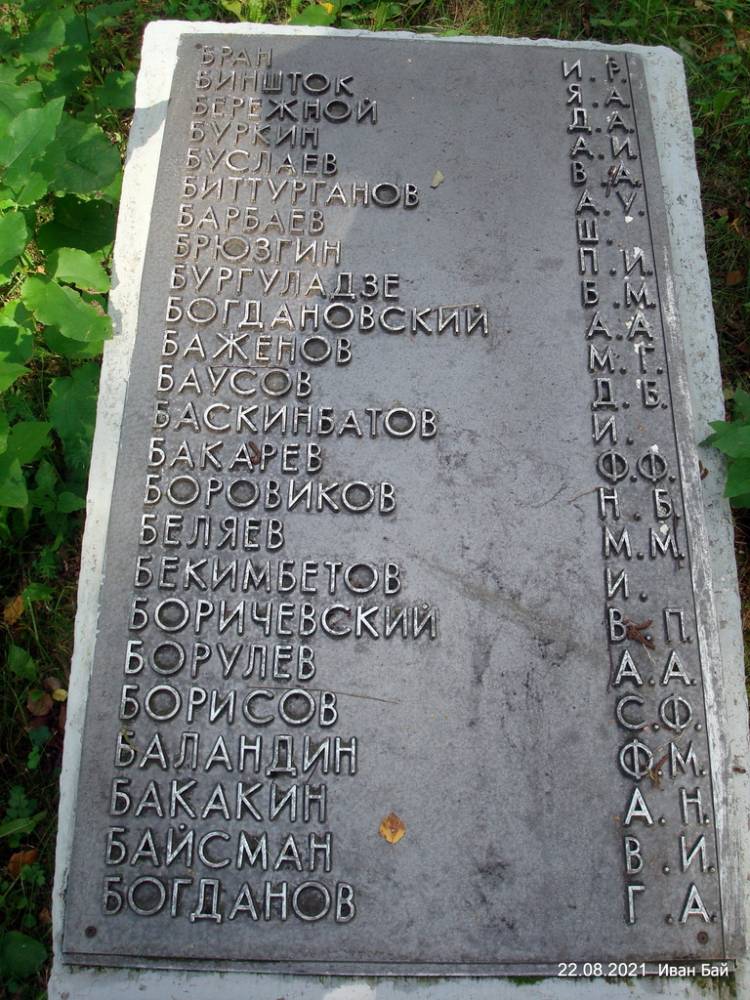 БРАН И.Р.
БИНШТОК Я.А.
БЕРЕЖНОЙ Д.А.
БУРКИН А.И.
БУСЛАЕВ В.А.
БИТТУРГАНОВ А.У.
БАРБАЕВ Ш.
БРЮЗГИН П.И.
БУРГУЛАДЗЕ Б.М.
БОГДАНОВСКИЙ А.А.
БАЖЕНОВ М.Г.
БАУСОВ Д.Б.
БАСКИНБАТОВ И.
БАКАРЕВ Ф.Ф.
БОРОВИКОВ Н.Б.
БЕЛЯЕВ М.М.
БЕКИМБЕТОВ И.
БОРИЧЕВСКИЙ В.П.
БОРУЛЕВ А.А.
БОРИСОВ С.Ф.
БАЛАНДИН Ф.М.
БАКАКИН А.Н.
БАЙСМАН В.И.
БОГДАНОВ Г.А.
22.08.2021 Иван Бай